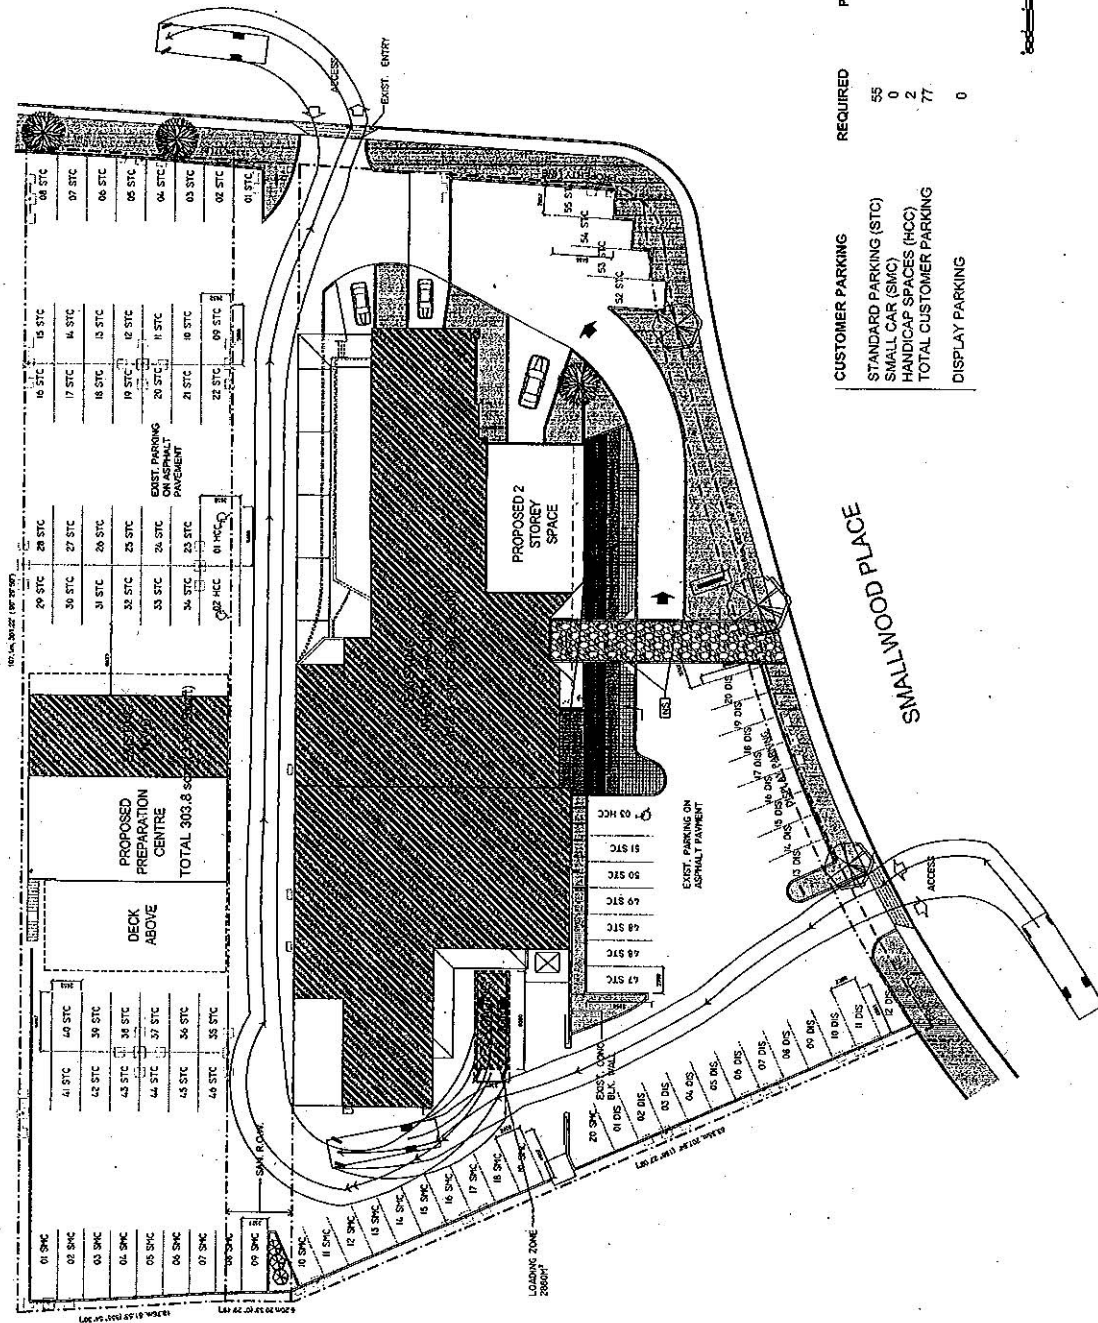 ACCESS
EXIST. ENTRY
08 STC
07 STC
06 STC
05 STC
04 STC
03 STC
02 STC
01 STC
16 STC 15 STC
17 STC 14 STC
18 STC 13 STC
19 STC 12 STC
20 STC 11 STC
21 STC 10 STC
22 STC 09 STC
EXIST. PARKING
ON ASPHALT
PAVEMENT
29 STC 28 STC
30 STC 27 STC
31 STC 26 STC
32 STC 25 STC
33 STC 24 STC
34 STC 23 STC
02 HCC 01 HCC
PROPOSED
PREPARATION
CENTRE
TOTAL 303.8
DECK
ABOVE
41 STC 40 STC
42 STC 39 STC
43 STC 38 STC
44 STC 37 STC
45 STC 36 STC
46 STC 35 STC
SAN. R.O.W.
01 SMC
02 SMC
03 SMC
04 SMC
05 SMC
06 SMC
07 SMC
08 SMC
09 SMC
10 SMC
11 SMC
12 SMC
13 SMC
14 SMC
15 SMC
16 SMC
17 SMC
18 SMC
19 SMC
LOADING ZONE
EXIST. CONC
BLK. WALL
20 SMC
01 DIS
02 DIS
03 DIS
04 DIS
05 DIS
06 DIS
07 DIS
08 DIS
09 DIS
10 DIS
11 DIS
12 DIS
47 STC
48 STC
48 STC
49 STC
50 STC
51 STC
03 HCC
EXIST. PARKING ON
ASPHALT PAVMENT
13 DIS
14 DIS
15 DIS
16 DIS
17 DIS
18 DIS
19 DIS
20 DIS
DISPLAY PARKING
ACCESS
PROPOSED 2
STOREY
SPACE
52 STC
53 STC
54 STC
55 STC
SMALLWOOD PLACE
CUSTOMER PARKING REQUIRED
STANDARD PARKING (STC) 55
SMALL CAR (SMC) 0
HANDICAP SPACES (HCC) 2
TOTAL CUSTOMER PARKING 77
DISPLAY PARKING 0